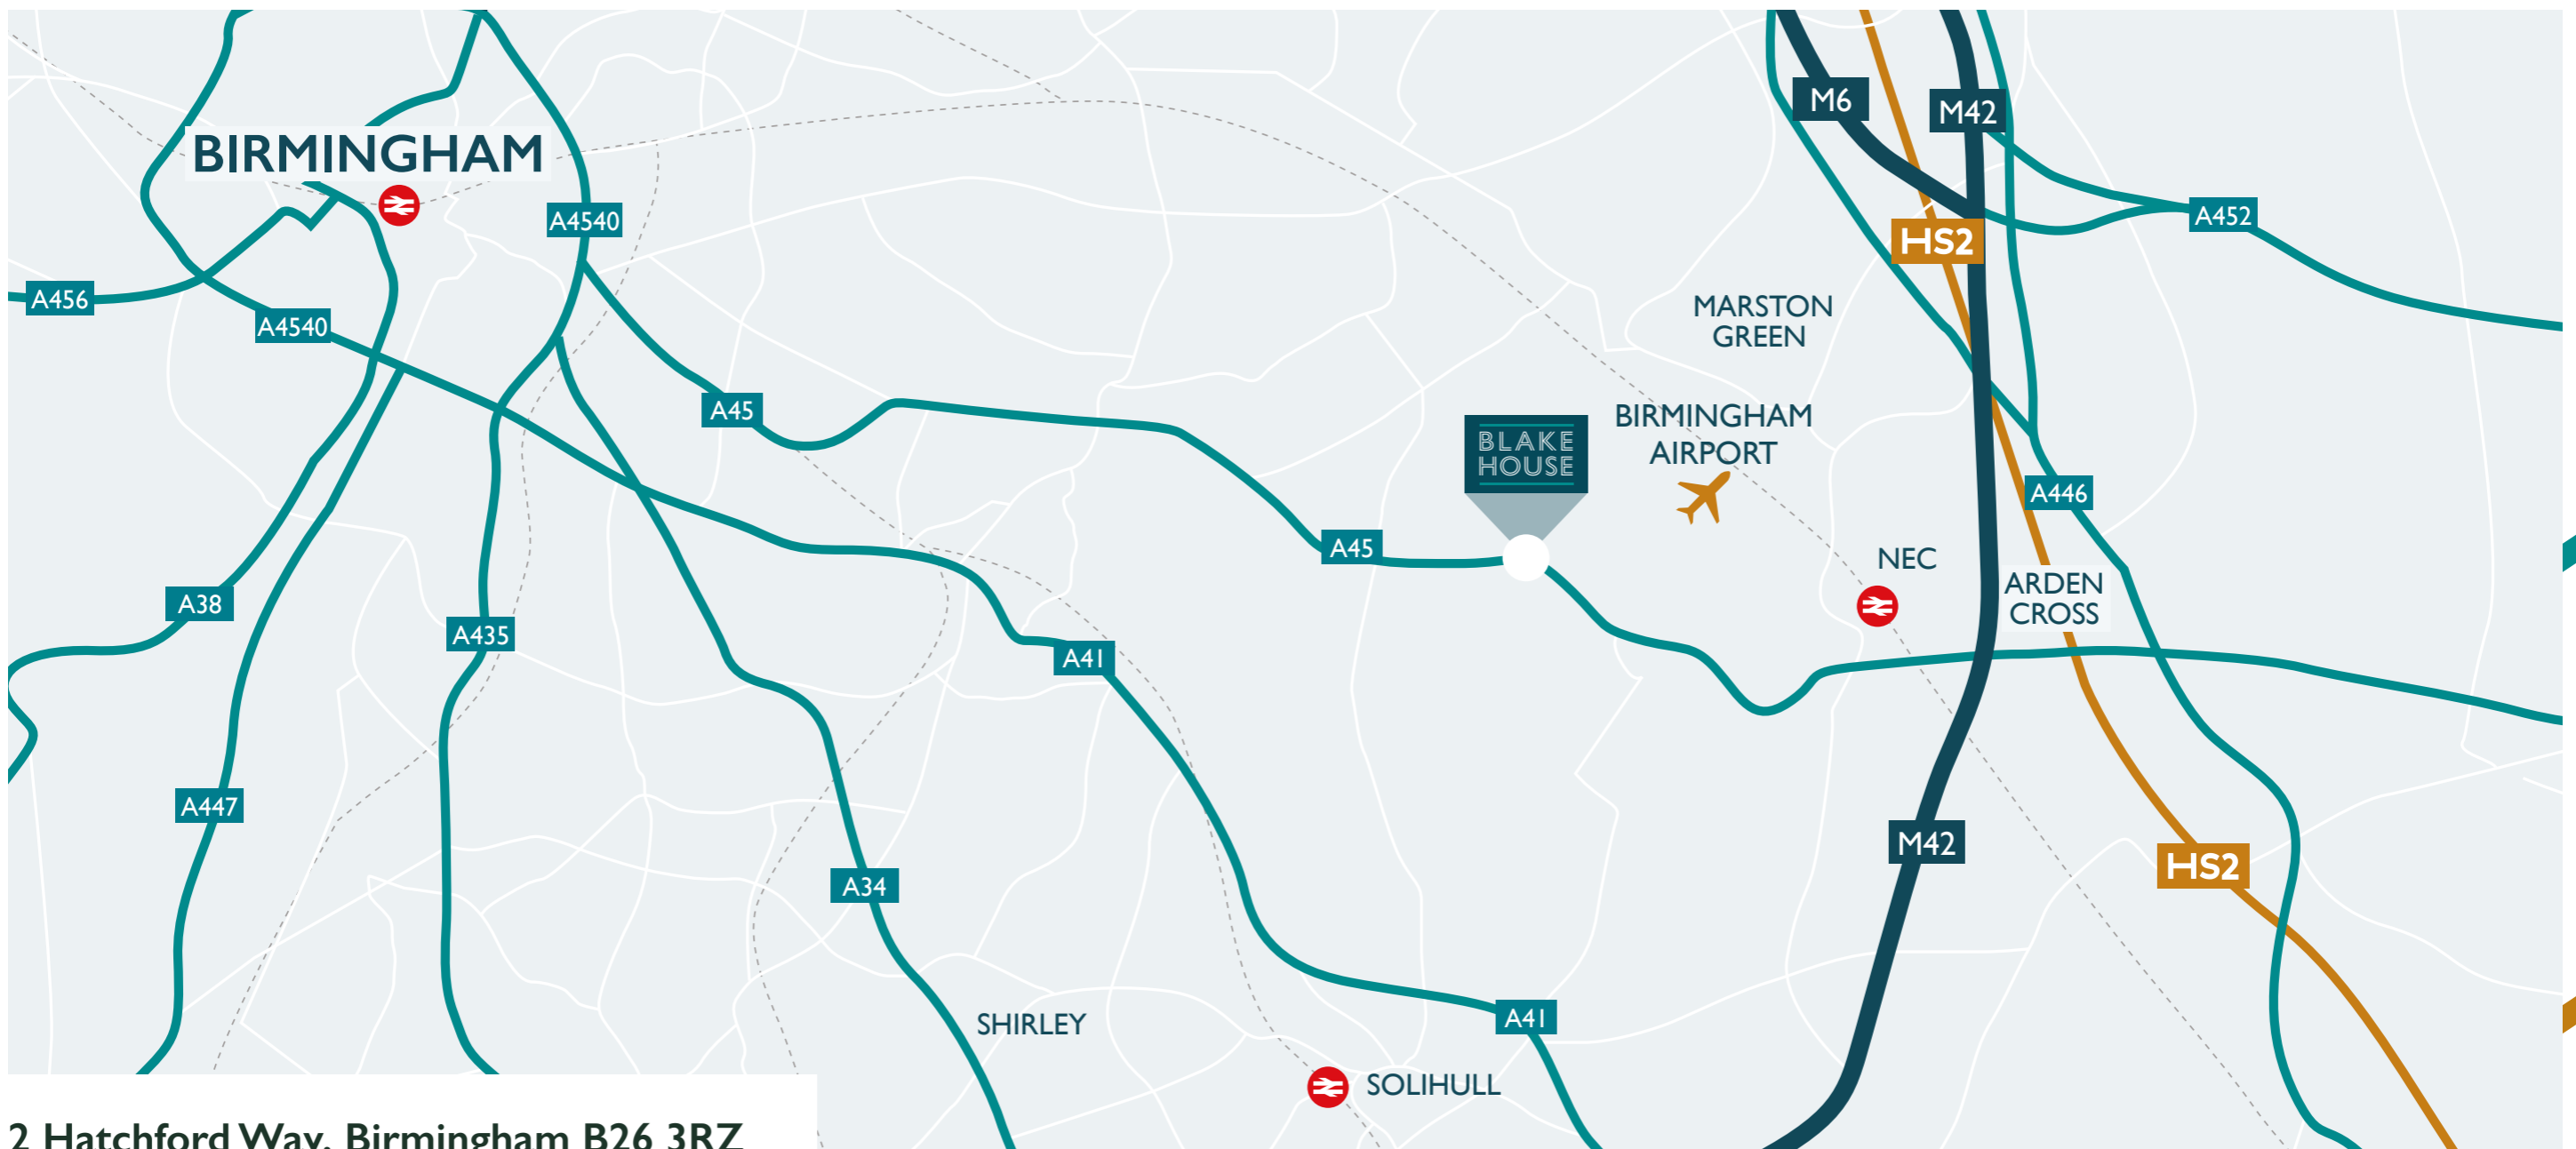 M6
M42
BIRMINGHAM
A4540
A452
HS2
A456
MARSTON
GREEN
A4540
A45
BIRMINGHAM
AIRPORT
BLAKE
HOUSE
A446
A45
NEC
ARDEN
CROSS
A38
A435
A41
A447
M42
HS2
A34
A41
SHIRLEY
SOLIHULL
2 Hatchford Way, Birmingham B26 3RZ